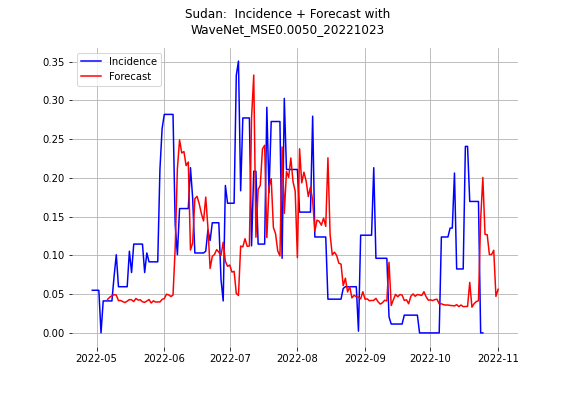 Sudan:  Incidence + Forecast with
WaveNet_MSE0.0050_20221023
Incidence
Forecast
0.35
0.30
0.25
0.20
0.15
0.10
0.05
0.00
2022-05 2022-06 2022-07 2022-08 2022-09 2022-10 2022-11